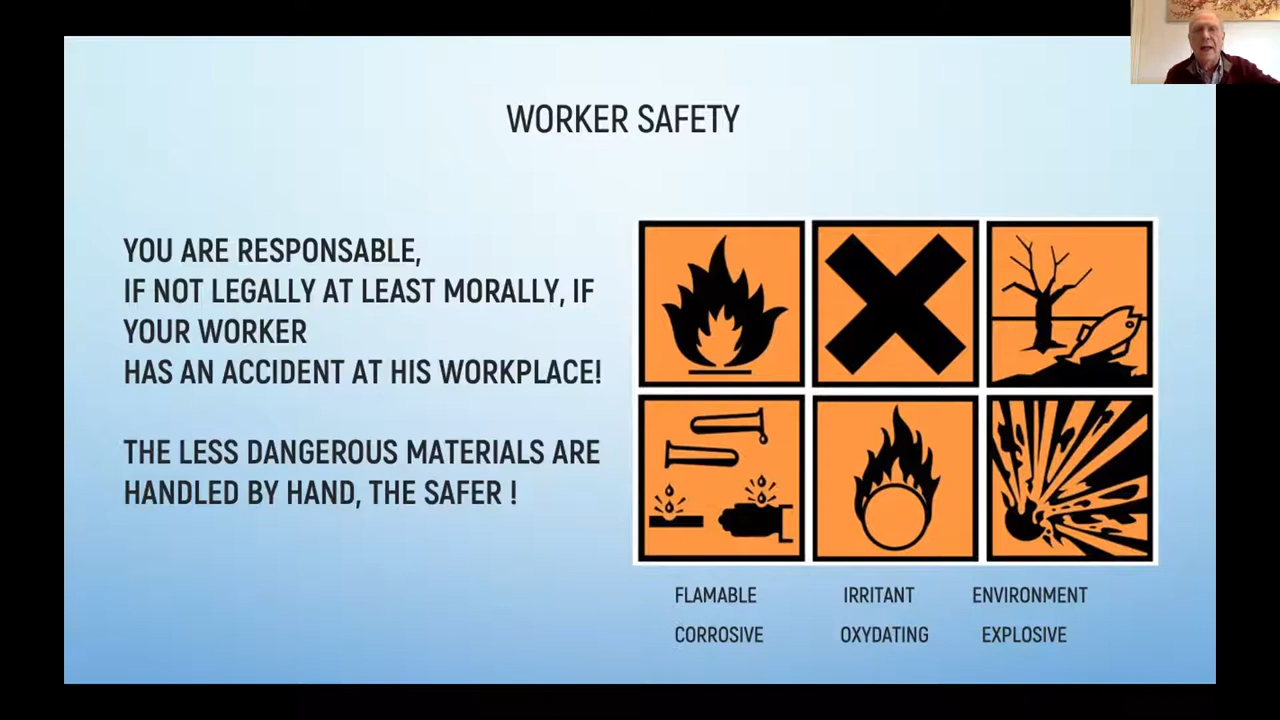 WORKER SAFETY
YOU ARE RESPONSABLE,
IF NOT LEGALLY AT LEAST MORALLY, IF
YOUR WORKER
HAS AN ACCIDENT AT HIS WORKPLACE!
THE LESS DANGEROUS MATERIALS ARE
HANDLED BY HAND, THE SAFER !
FLAMABLE IRRITANT ENVIRONMENT
CORROSIVE OXYDATING EXPLOSIVE